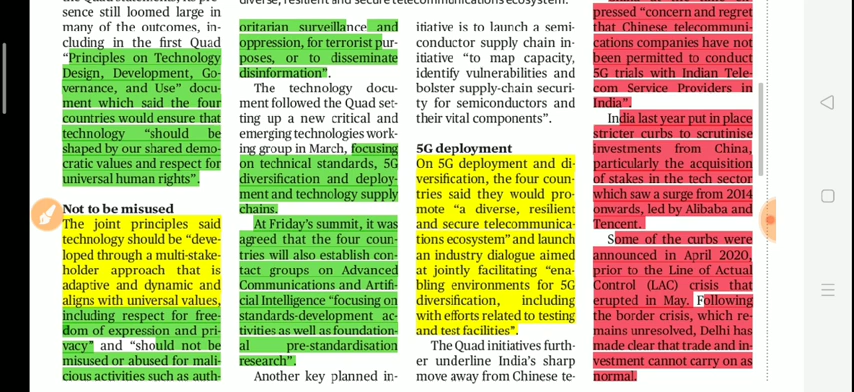 sence still loomed large in
many of the outcomes, in-
cluding in the first Quad
“Principles on Technology
Design, Development, Go-
vernance, and Use” docu-
ment which said the four
countries would ensure that
technology “should be
shaped by our shared demo-
cratic values and respect for
universal human rights”.
Not to be misused
The joint principles said
technology should be “deve-
loped through a multi-stake-
holder approach that is
adaptive and dynamic and
aligns with universal values,
including respect for free-
dom of expression and pri-
vacy” and “should not be
misused or abused for mali-
cious activities such as auth-
diverse, resilient and secure telecommunications ecosystem.
oritarian surveillance and
oppression, for terrorist pur-
poses, or to disseminate
disinformation”.
The technology docu-
ment followed the Quad set-
ting up a new critical and
emerging technologies work-
ing group in March, focusing
on technical standards, 5G
diversification and deploy-
ment and technology supply
chains.
At Friday’s summit, it was
agreed that the four coun-
tries will also establish con-
tact groups on Advanced
Communications and Artifi-
cial Intelligence “focusing on
standards-development ac-
tivities as well as foundation-
al pre-standardisation
research”.
Another key planned in-
itiative is to launch a semi-
conductor supply chain in-
itiative “to map capacity,
identify vulnerabilities and
bolster supply-chain securi-
ty for semiconductors and
their vital components”.
5G deployment
On 5G deployment and di-
versification, the four coun-
tries said they would pro-
mote “a diverse, resilient
and secure telecommunica-
tions ecosystem” and launch
an industry dialogue aimed
at jointly facilitating “ena-
bling environments for 5G
diversification, including
with efforts related to testing
and test facilities”.
The Quad initiatives furth-
er underline India’s sharp
move away from Chinese te-
pressed “concern and regret
that Chinese telecommuni-
cations companies have not
been permitted to conduct
5G trials with Indian Tele-
com Service Providers in
India”.
India last year put in place
stricter curbs to scrutinise
investments from China,
particularly the acquisition
of stakes in the tech sector
which saw a surge from 2014
onwards, led by Alibaba and
Tencent.
Some of the curbs were
announced in April 2020,
prior to the Line of Actual
Control (LAC) crisis that
erupted in May. Following
the border crisis, which re-
mains unresolved, Delhi has
made clear that trade and in-
vestment cannot carry on as
normal.